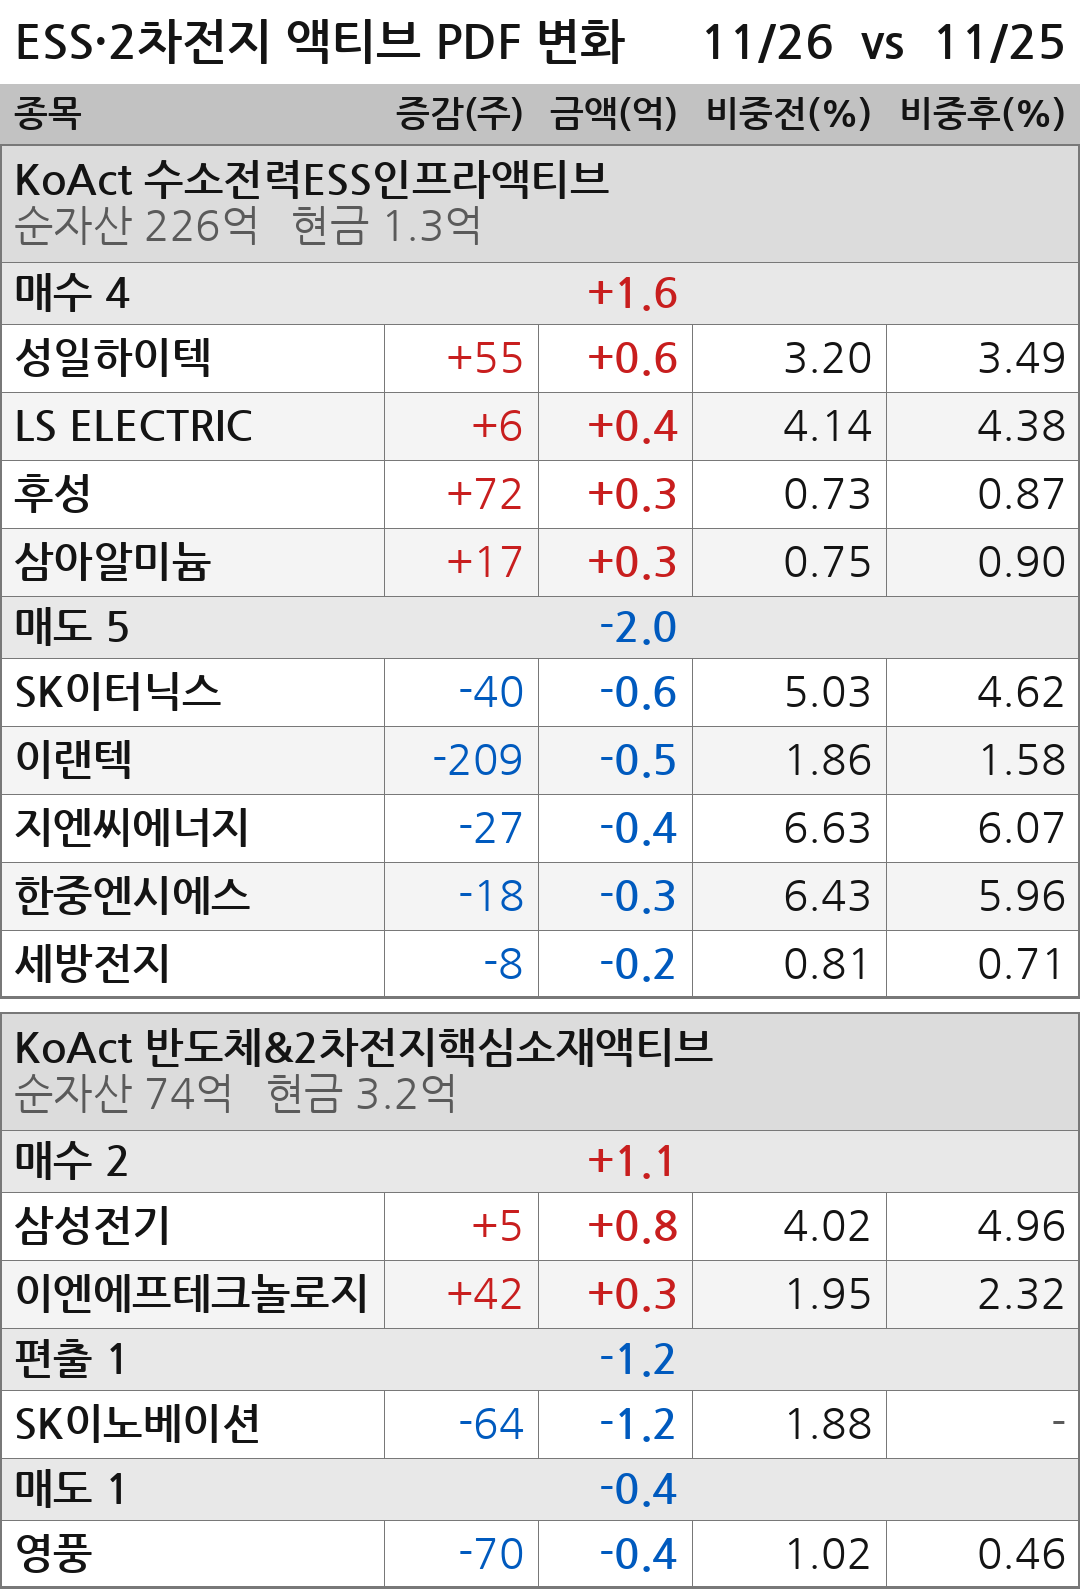 ESS·2차전지 액티브 PDF 변화 11/26 vs 11/25
종목 증감(주) 금액(억) 비중전(%) 비중후(%)
KoAct 수소전력ESS인프라액티브
순자산 226억 현금 1.3억
매수 4 +1.6
성일하이텍 +55 +0.6 3.20 3.49
LS ELECTRIC +6 +0.4 4.14 4.38
후성 +72 +0.3 0.73 0.87
삼아알미늄 +17 +0.3 0.75 0.90
매도 5 -2.0
SK이터닉스 -40 -0.6 5.03 4.62
이랜텍 -209 -0.5 1.86 1.58
지엔씨에너지 -27 -0.4 6.63 6.07
한중엔시에스 -18 -0.3 6.43 5.96
세방전지 -8 -0.2 0.81 0.71
KoAct 반도체&2차전지핵심소재액티브
순자산 74억 현금 3.2억
매수 2 +1.1
삼성전기 +5 +0.8 4.02 4.96
이엔에프테크놀로지 +42 +0.3 1.95 2.32
편출 1 -1.2
SK이노베이션 -64 -1.2 1.88 -
매도 1 -0.4
영풍 -70 -0.4 1.02 0.46